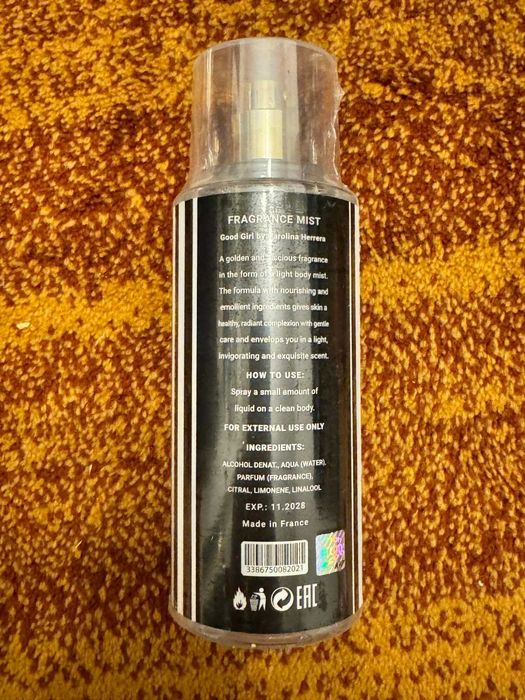 FRAGRANCE MIST
Good Girl by Carolina Herrera
A golden and luscious fragrance
in the form of a light body mist.
The formula with nourishing and
emollient ingredients gives skin a
healthy, radiant complexion with gentle
care and envelops you in a light,
invigorating and exquisite scent.
HOW TO USE:
Spray a small amount of
liquid on a clean body.
FOR EXTERNAL USE ONLY
INGREDIENTS:
ALCOHOL DENAT., AQUA (WATER),
PARFUM (FRAGRANCE),
CITRAL, LIMONENE, LINALOOL
EXP.: 11.2028
Made in France
3386750082021
EAC